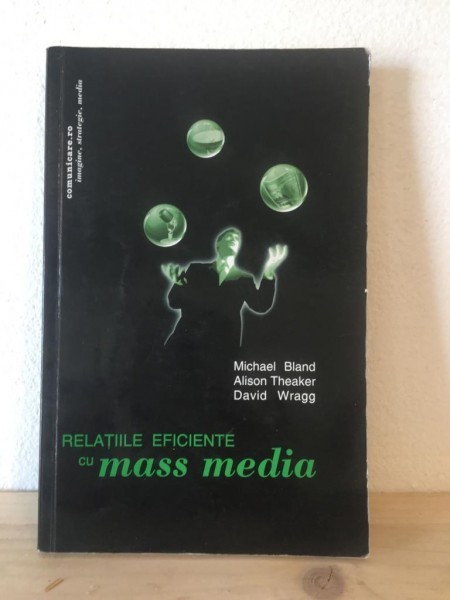 comunicare.ro
imagine, strategie, media
Michael Bland
Alison Theaker
David Wragg
RELAȚIILE EFICIENTE
cu mass media